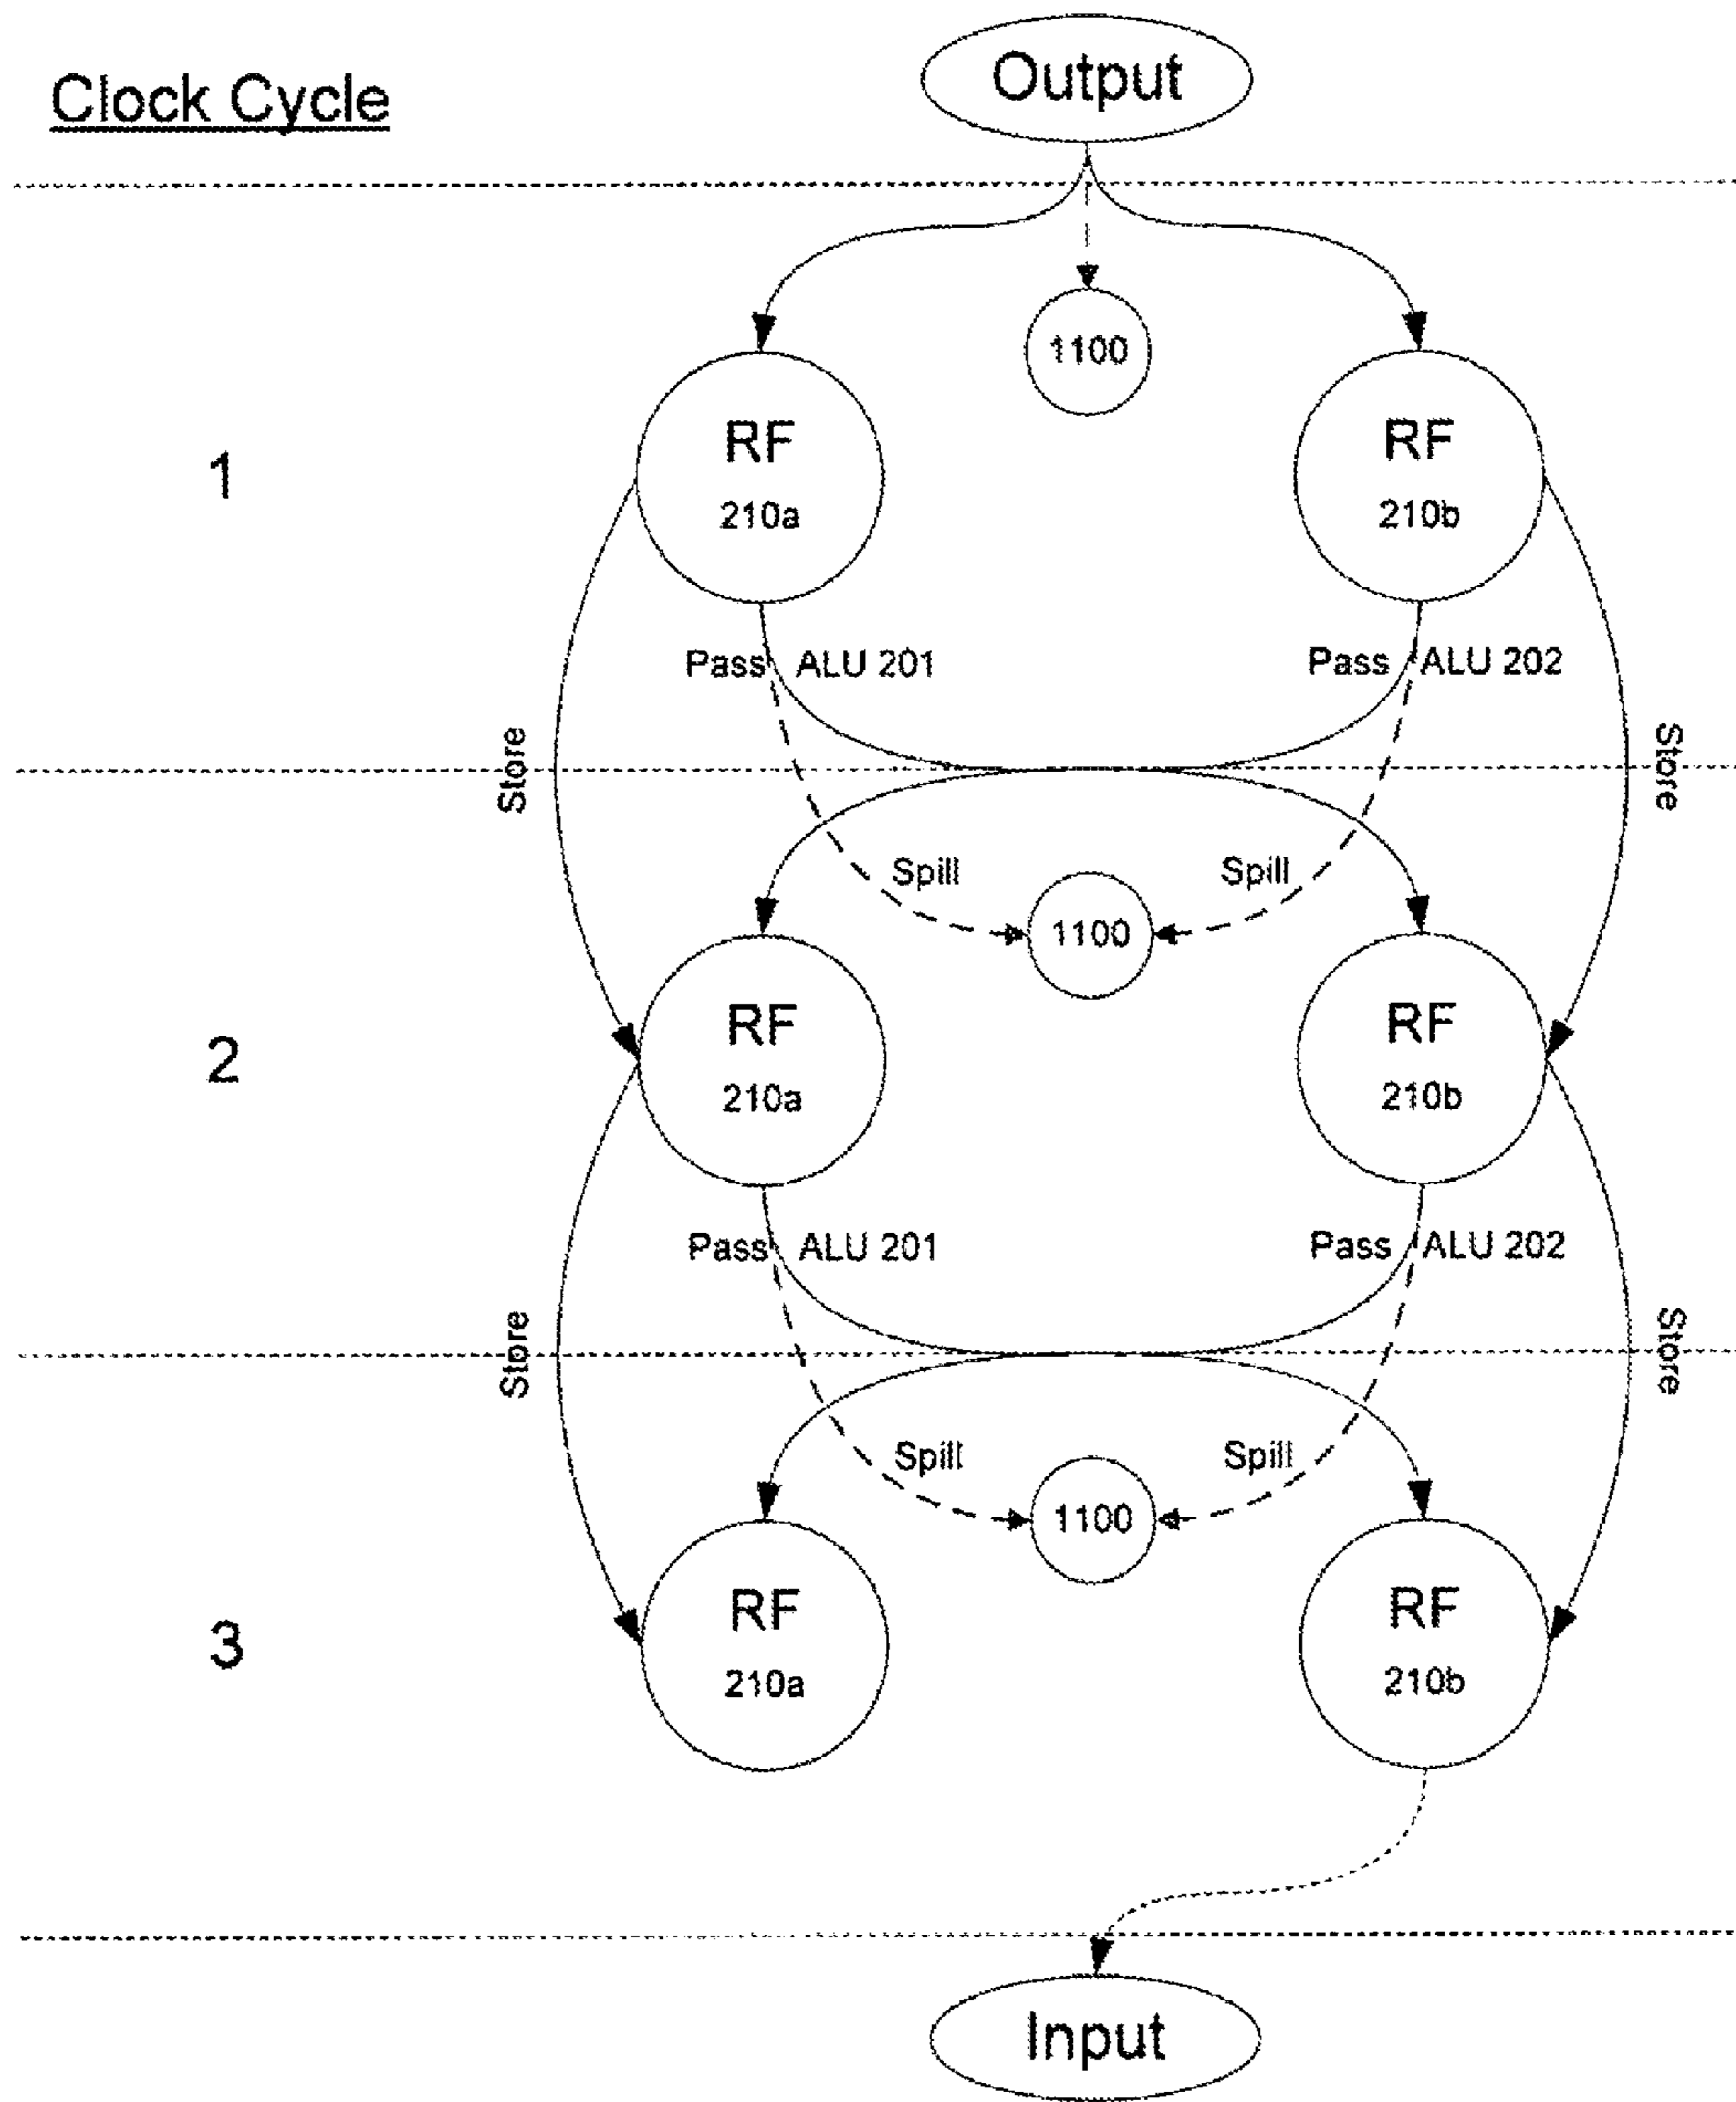 Output
Clock Cycle
1100
RF
210a
RF
210b
1
Pass ALU 201
Pass ALU 202
Store
Store
Spill
Spill
1100
RF
210a
RF
210b
2
Pass ALU 201
Pass ALU 202
Store
Store
Spill
Spill
1100
RF
210a
RF
210b
3
Input